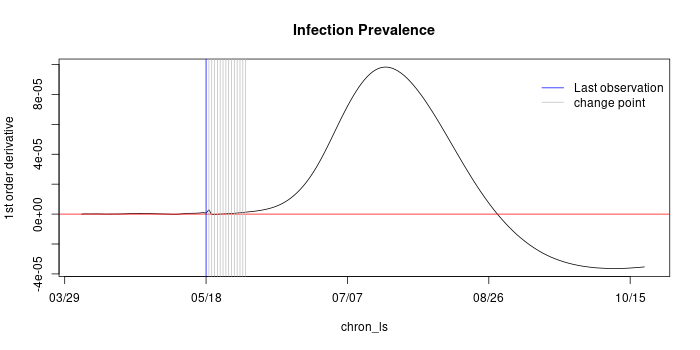 Infection Prevalence
1st order derivative
8e-05
4e-05
0e+00
-4e-05
Last observation
change point
03/29 05/18 07/07 08/26 10/15
chron_ls